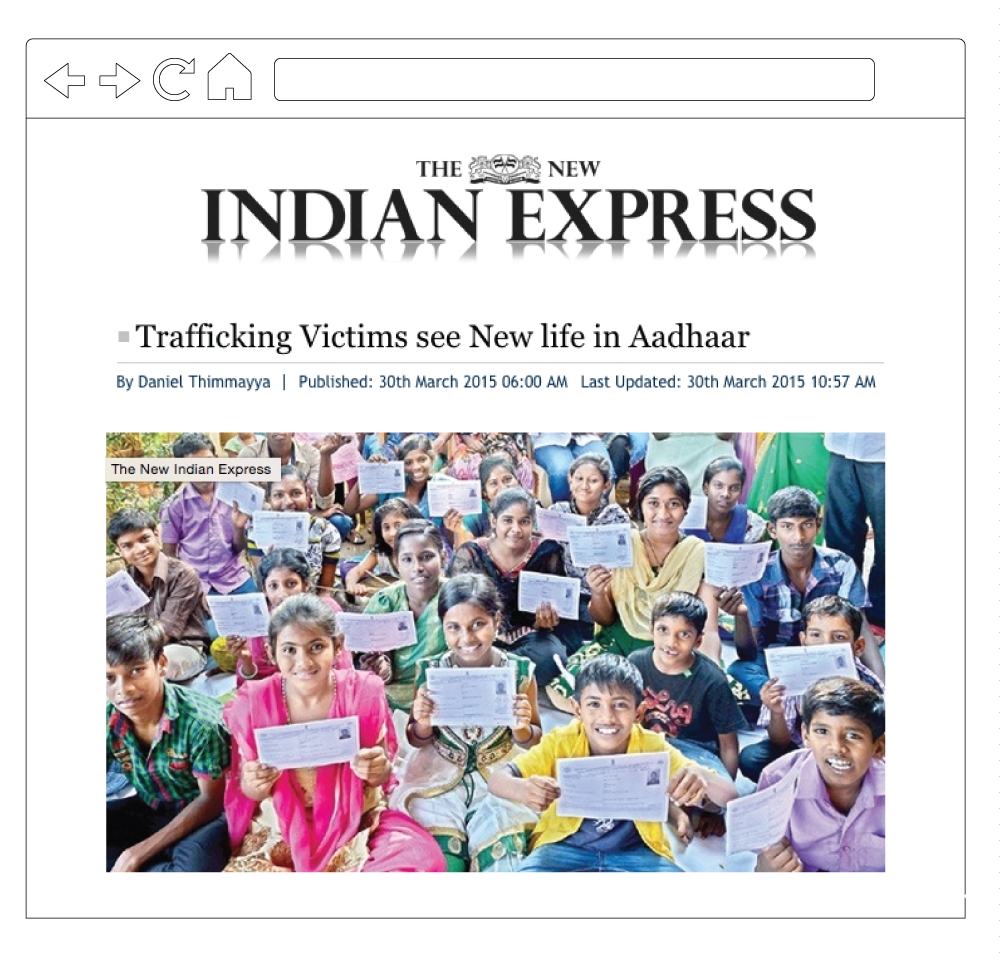 THE NEW
INDIAN EXPRESS
Trafficking Victims see New life in Aadhaar
By Daniel Thimmayya | Published: 30th March 2015 06:00 AM Last Updated: 30th March 2015 10:57 AM
The New Indian Express